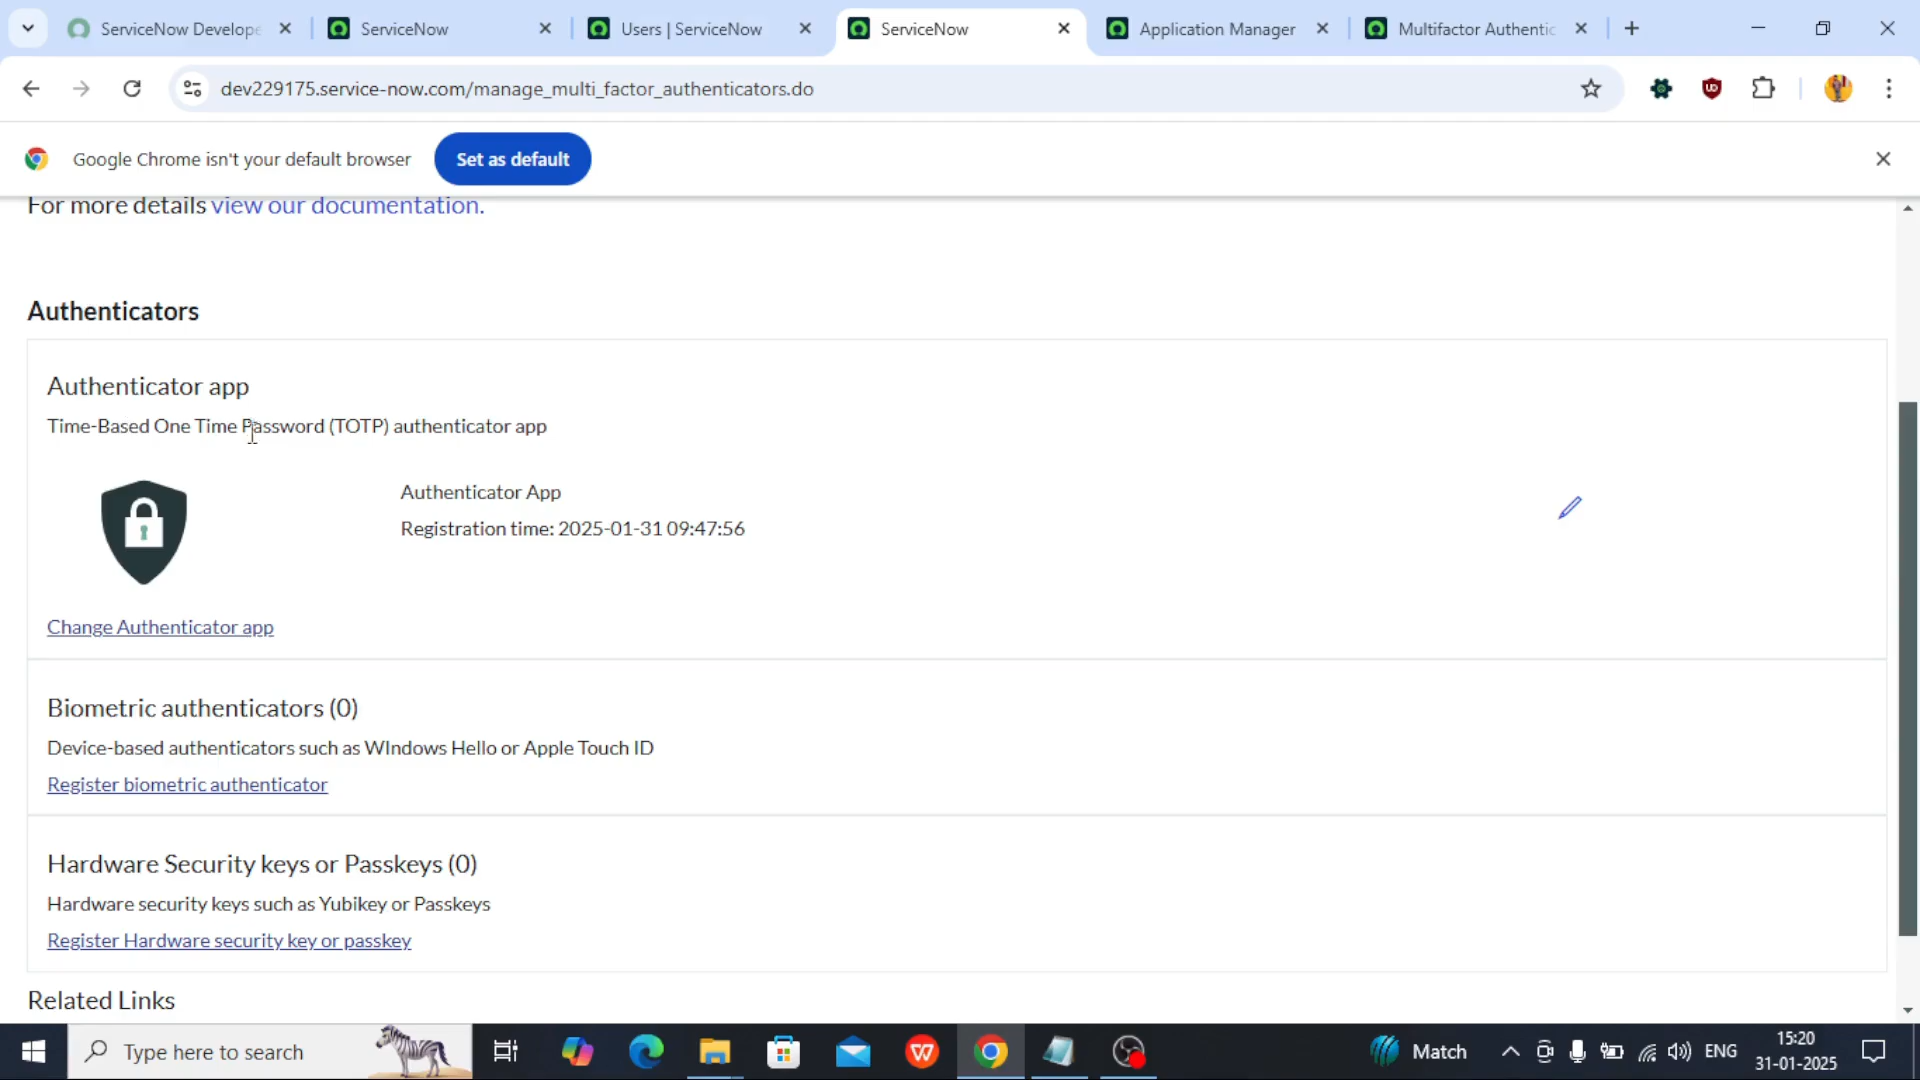 ServiceNow Develope
ServiceNow
Users | ServiceNow
ServiceNow
Application Manager
Multifactor Authentic
dev229175.service-now.com/manage_multi_factor_authenticators.do
Google Chrome isn't your default browser
Set as default
For more details view our documentation.
Authenticators
Authenticator app
Time-Based One Time Password (TOTP) authenticator app
Authenticator App
Registration time: 2025-01-31 09:47:56
Change Authenticator app
Biometric authenticators (0)
Device-based authenticators such as WIndows Hello or Apple Touch ID
Register biometric authenticator
Hardware Security keys or Passkeys (0)
Hardware security keys such as Yubikey or Passkeys
Register Hardware security key or passkey
Related Links
Type here to search
Match
ENG
15:20
31-01-2025